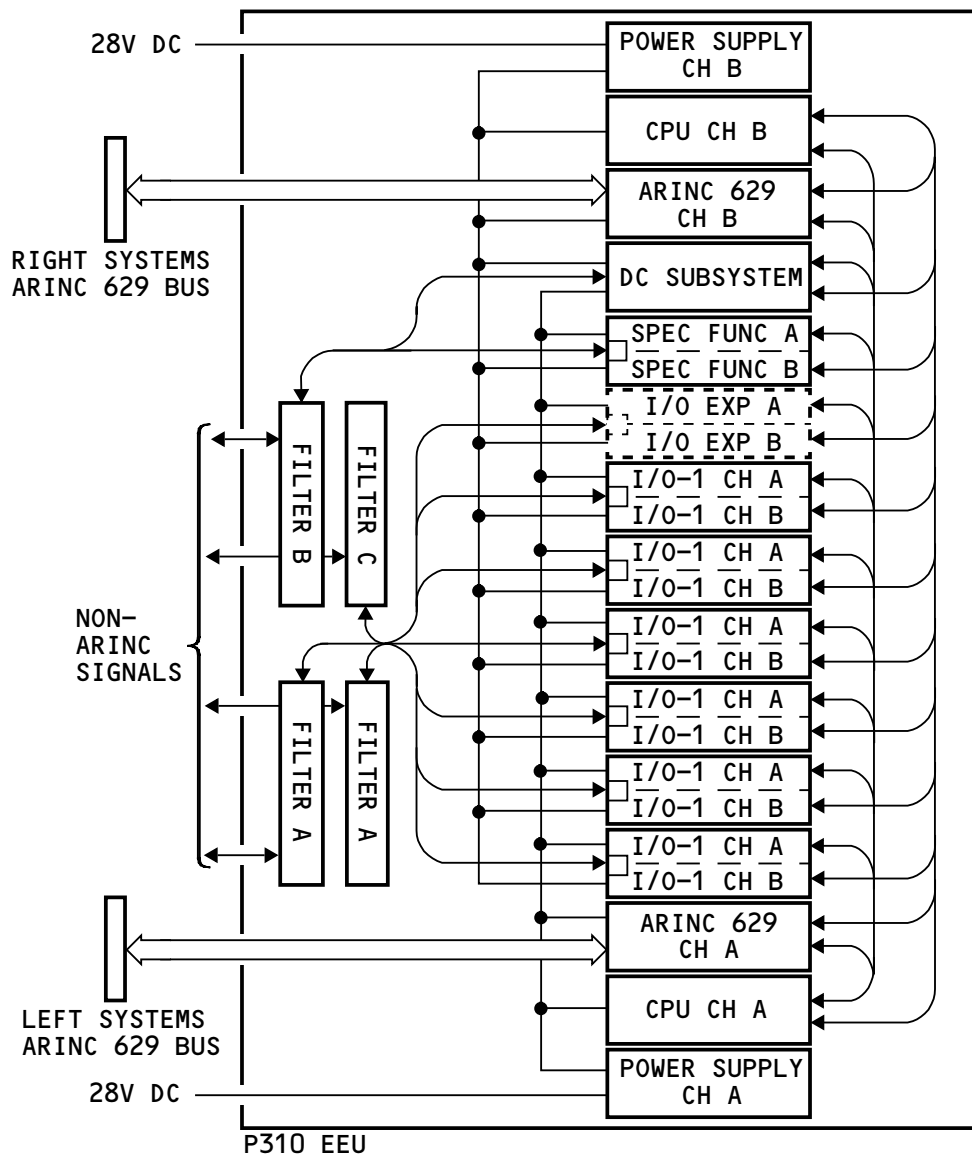 28V DC
POWER SUPPLY
CH B
CPU CH B
ARINC 629
CH B
RIGHT SYSTEMS
ARINC 629 BUS
DC SUBSYSTEM
SPEC FUNC A
SPEC FUNC B
I/O EXP A
I/O EXP B
FILTER B
FILTER C
I/O-1 CH A
I/O-1 CH B
I/O-1 CH A
I/O-1 CH B
NON-
ARINC
SIGNALS
I/O-1 CH A
I/O-1 CH B
I/O-1 CH A
I/O-1 CH B
FILTER A
FILTER A
I/O-1 CH A
I/O-1 CH B
I/O-1 CH A
I/O-1 CH B
ARINC 629
CH A
LEFT SYSTEMS
ARINC 629 BUS
CPU CH A
POWER SUPPLY
CH A
28V DC
P310 EEU